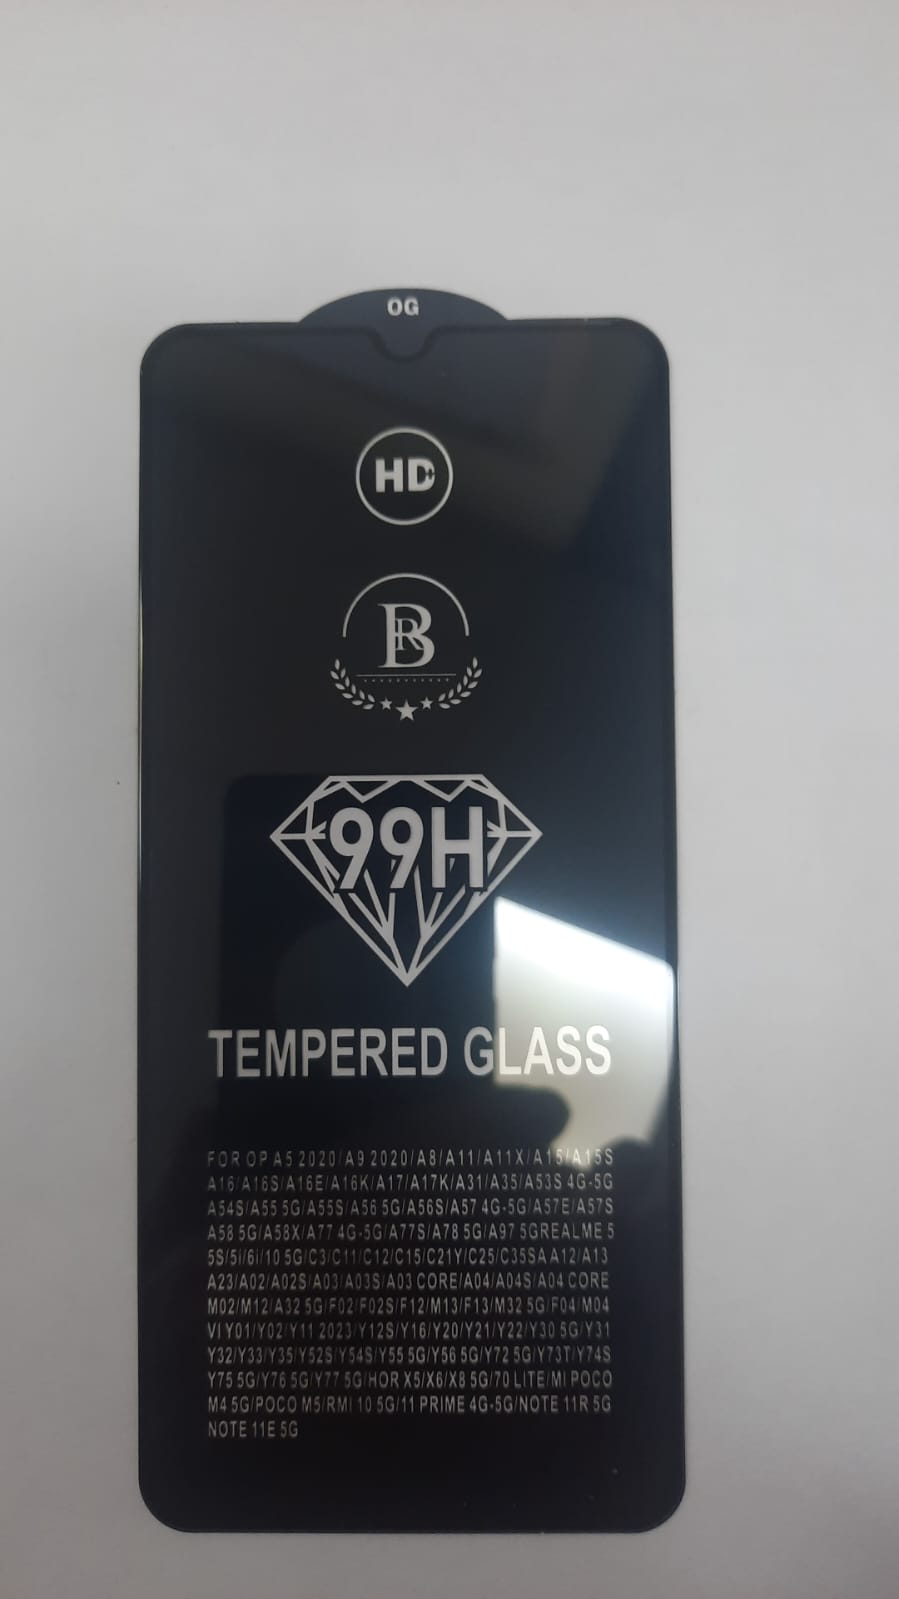 OG
HD+
BR
99H
TEMPERED GLASS
FOR OP A5 2020/A9 2020/A8/A11/A11X/A15/A15S
A16/A16S/A16E/A16K/A17/A17K/A31/A35/A53S 4G-5G
A54S/A55 5G/A55S/A56 5G/A56S/A57 4G-5G/A57E/A57S
A58 5G/A58X/A77 4G-5G/A77S/A78 5G/A97 5GREALME 5
5S/5i/6i/10 5G/C3/C11/C12/C15/C21Y/C25/C35SA A12/A13
A23/A02/A02S/A03/A03S/A03 CORE/A04/A04S/A04 CORE
M02/M12/A32 5G/F02/F02S/F12/M13/F13/M32 5G/F04/M04
VI Y01/Y02/Y11 2023/Y12S/Y16/Y20/Y21/Y22/Y30 5G/Y31
Y32/Y33/Y35/Y52S/Y54S/Y55 5G/Y56 5G/Y72 5G/Y73T/Y74S
Y75 5G/Y76 5G/Y77 5G/HOR X5/X6/X8 5G/70 LITE/MI POCO
M4 5G/POCO M5/RMI 10 5G/11 PRIME 4G-5G/NOTE 11R 5G
NOTE 11E 5G